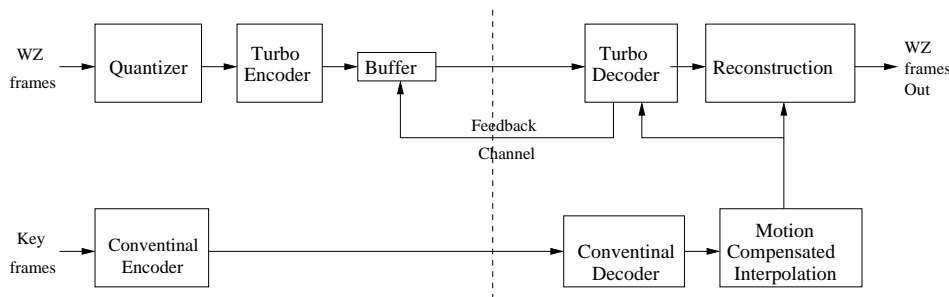 WZ
frames
Quantizer
Turbo
Encoder
Buffer
Turbo
Decoder
Reconstruction
WZ
frames
Out
Feedback
Channel
Key
frames
Conventinal
Encoder
Conventinal
Decoder
Motion
Compensated
Interpolation